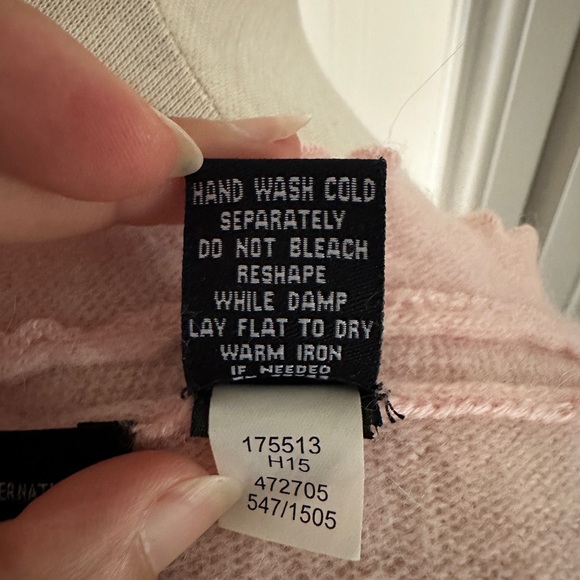 HAND WASH COLD
SEPARATELY
DO NOT BLEACH
RESHAPE
WHILE DAMP
LAY FLAT TO DRY
WARM IRON
IF NEEDED
175513
H15
472705
547/1505
ERNAT